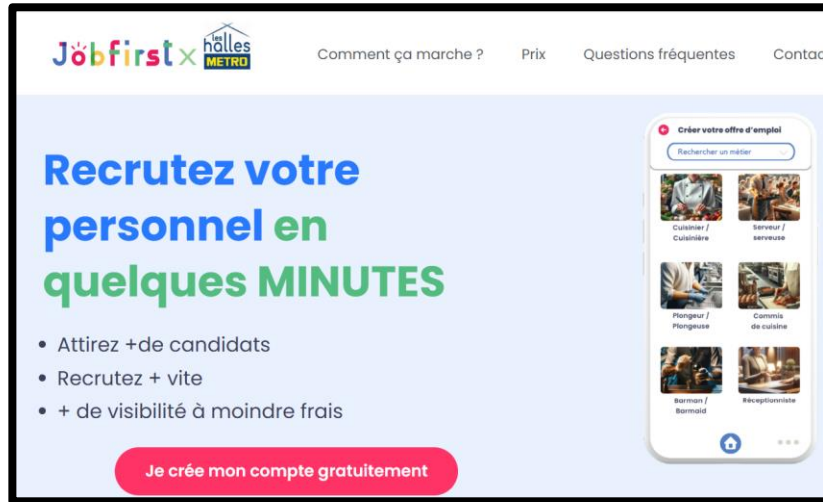 Jöbfirst x les halles METRO
Comment ça marche ?
Prix
Questions fréquentes
Contac
Recrutez votre
personnel en
quelques MINUTES
• Attirez +de candidats
• Recrutez + vite
• + de visibilité à moindre frais
Je crée mon compte gratuitement
Créer votre offre d'emploi
Rechercher un métier
Cuisinier /
Cuisinière
Serveur /
serveuse
Plongeur /
Plongeuse
Commis
de cuisine
Barman /
Barmaid
Réceptionniste